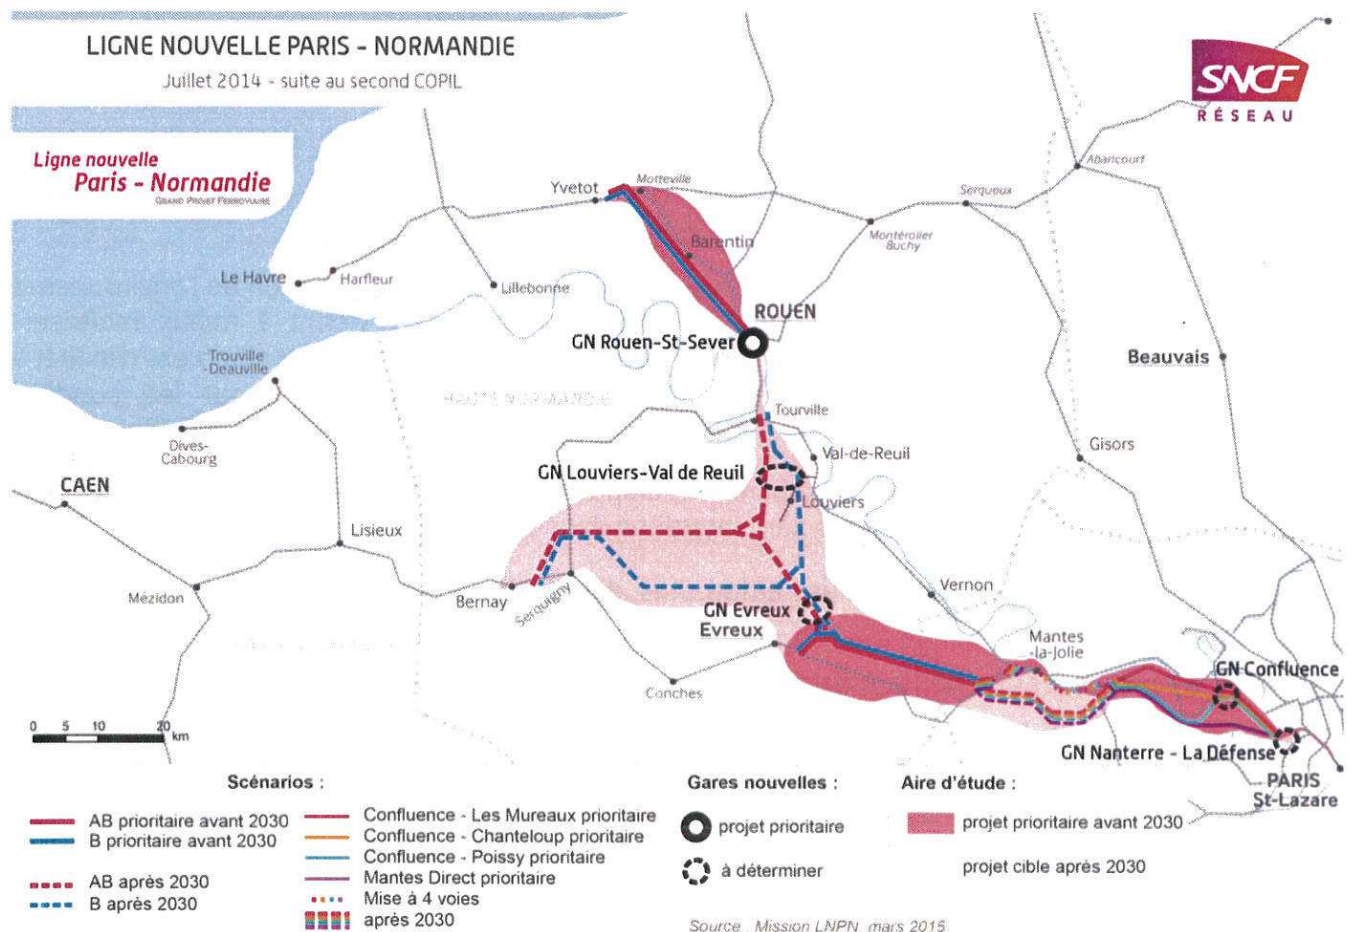 LIGNE NOUVELLE PARIS - NORMANDIE
Juillet 2014 - suite au second COPIL
SNCF
RÉSEAU
Ligne nouvelle
Paris - Normandie
GRAND PROJET FERROVIAIRE
Abancourt
Motteville
Yvetot
Serqueux
Montérolier
Buchy
Barentin
Le Havre
Harfleur
Lillebonne
ROUEN
GN Rouen-St-Sever
Beauvais
Trouville
-Deauville
HAUTE NORMANDIE
Tourville
Dives-
Cabourg
Gisors
Val-de-Reuil
GN Louviers-Val de Reuil
CAEN
Louviers
Lisieux
Vernon
Mézidon
Bernay
Serquigny
GN Evreux
Evreux
Mantes
-la-Jolie
GN Confluence
Conches
0 5 10 20
km
GN Nanterre - La Défense
PARIS
St-Lazare
Scénarios :
AB prioritaire avant 2030
B prioritaire avant 2030
AB après 2030
B après 2030
Confluence - Les Mureaux prioritaire
Confluence - Chanteloup prioritaire
Confluence - Poissy prioritaire
Mantes Direct prioritaire
Mise à 4 voies
après 2030
Gares nouvelles :
projet prioritaire
à déterminer
Aire d'étude :
projet prioritaire avant 2030
projet cible après 2030
Source : Mission LNPN, mars 2015